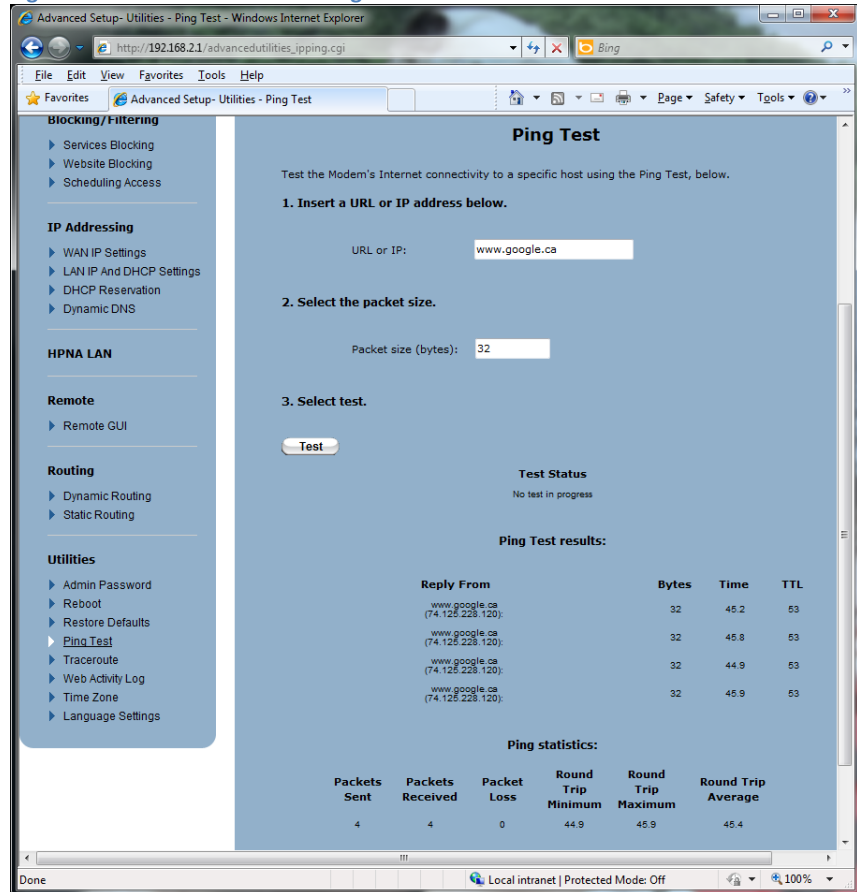 Advanced Setup- Utilities - Ping Test - Windows Internet Explorer
http://192.168.2.1/advancedutilities_ipping.cgi
Bing
File Edit View Favorites Tools Help
Favorites
Advanced Setup- Utilities - Ping Test
Page
Safety
Tools
Blocking/Filtering
Services Blocking
Website Blocking
Scheduling Access
IP Addressing
WAN IP Settings
LAN IP And DHCP Settings
DHCP Reservation
Dynamic DNS
HPNA LAN
Remote
Remote GUI
Routing
Dynamic Routing
Static Routing
Utilities
Admin Password
Reboot
Restore Defaults
Ping Test
Traceroute
Web Activity Log
Time Zone
Language Settings
Ping Test
Test the Modem's Internet connectivity to a specific host using the Ping Test, below.
1. Insert a URL or IP address below.
URL or IP: www.google.ca
2. Select the packet size.
Packet size (bytes): 32
3. Select test.
Test
Test Status
No test in progress
Ping Test results:
Reply From Bytes Time TTL
www.google.ca
(74.125.228.120): 32 45.2 53
www.google.ca
(74.125.228.120): 32 45.8 53
www.google.ca
(74.125.228.120): 32 44.9 53
www.google.ca
(74.125.228.120): 32 45.9 53
Ping statistics:
Packets Sent Packets Received Packet Loss Round Trip Minimum Round Trip Maximum Round Trip Average
4 4 0 44.9 45.9 45.4
Done
Local intranet | Protected Mode: Off
100%